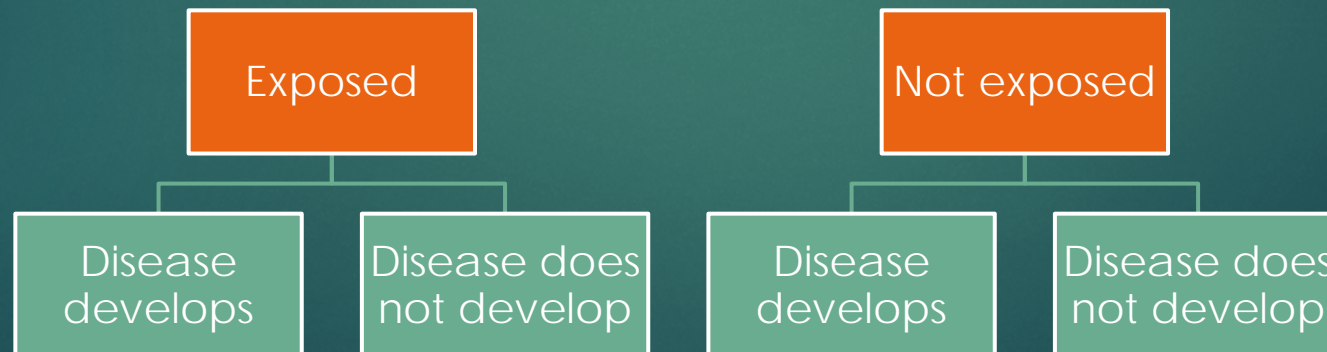 Exposed
Not exposed
Disease
develops
Disease does
not develop
Disease
develops
Disease does
not develop